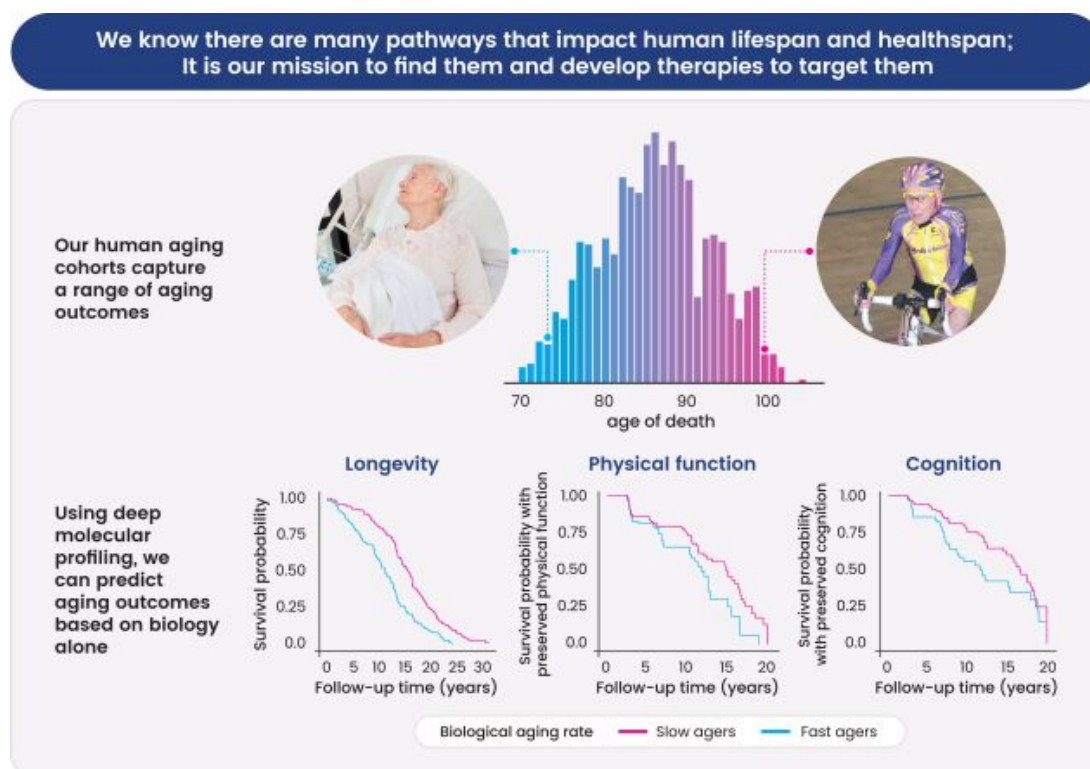 We know there are many pathways that impact human lifespan and healthspan;
It is our mission to find them and develop therapies to target them
Our human aging
cohorts capture
a range of aging
outcomes
70
80
90
100
age of death
Using deep
molecular
profiling, we
can predict
aging outcomes
based on biology
alone
Longevity
Survival probability
1.00
0.75
0.50
0.25
0.0
0 5 10 15 20 25 30
Follow-up time (years)
Physical function
Survival probability with
preserved physical function
1.00
0.75
0.50
0.25
0.0
0 5 10 15 20
Follow-up time (years)
Cognition
Survival probability
with preserved cognition
1.00
0.75
0.50
0.25
0.0
0 5 10 15 20
Follow-up time (years)
Biological aging rate Slow agers Fast agers